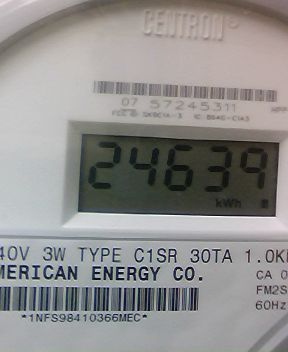 CENTRON®
07 57245311
24639
kWh
40V 3W TYPE C1SR 30TA 1.0K
MERICAN ENERGY CO.
CA 0
FM2S
60Hz
*1NFS98410366MEC*